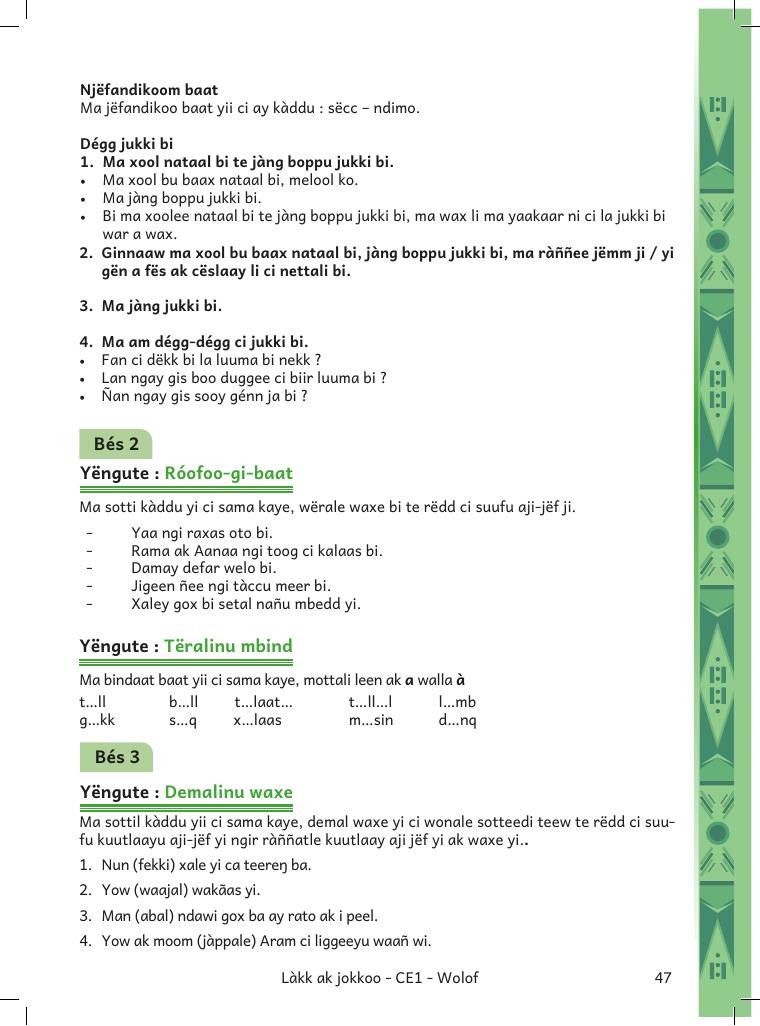 Njëfandikoom baat
Ma jëfandikoo baat yii ci ay kàddu : sëcc – ndimo.
Dégg jukki bi
1. Ma xool nataal bi te jàng boppu jukki bi.
• Ma xool bu baax nataal bi, melool ko.
• Ma jàng boppu jukki bi.
• Bi ma xoolee nataal bi te jàng boppu jukki bi, ma wax li ma yaakaar ni ci la jukki bi
war a wax.
2. Ginnaaw ma xool bu baax nataal bi, jàng boppu jukki bi, ma ràññee jëmm ji / yi
gën a fës ak cëslaay li ci nettali bi.
3. Ma jàng jukki bi.
4. Ma am dégg-dégg ci jukki bi.
• Fan ci dëkk bi la luuma bi nekk ?
• Lan ngay gis boo duggee ci biir luuma bi ?
• Ñan ngay gis sooy génn ja bi ?
Bés 2
Yëngute : Róofoo-gi-baat
Ma sotti kàddu yi ci sama kaye, wërale waxe bi te rëdd ci suufu aji-jëf ji.
- Yaa ngi raxas oto bi.
- Rama ak Aanaa ngi toog ci kalaas bi.
- Damay defar welo bi.
- Jigeen ñee ngi tàccu meer bi.
- Xaley gox bi setal nañu mbedd yi.
Yëngute : Tëralinu mbind
Ma bindaat baat yii ci sama kaye, mottali leen ak a walla à
t...ll b...ll t...laat... t...ll...l l...mb
g...kk s...q x...laas m...sin d...nq
Bés 3
Yëngute : Demalinu waxe
Ma sottil kàddu yii ci sama kaye, demal waxe yi ci wonale sotteedi teew te rëdd ci suu-
fu kuutlaayu aji-jëf yi ngir ràññatle kuutlaay aji jëf yi ak waxe yi..
1. Nun (fekki) xale yi ca teereŋ ba.
2. Yow (waajal) wakãas yi.
3. Man (abal) ndawi gox ba ay rato ak i peel.
4. Yow ak moom (jàppale) Aram ci liggeeyu waañ wi.
Làkk ak jokkoo - CE1 - Wolof 47